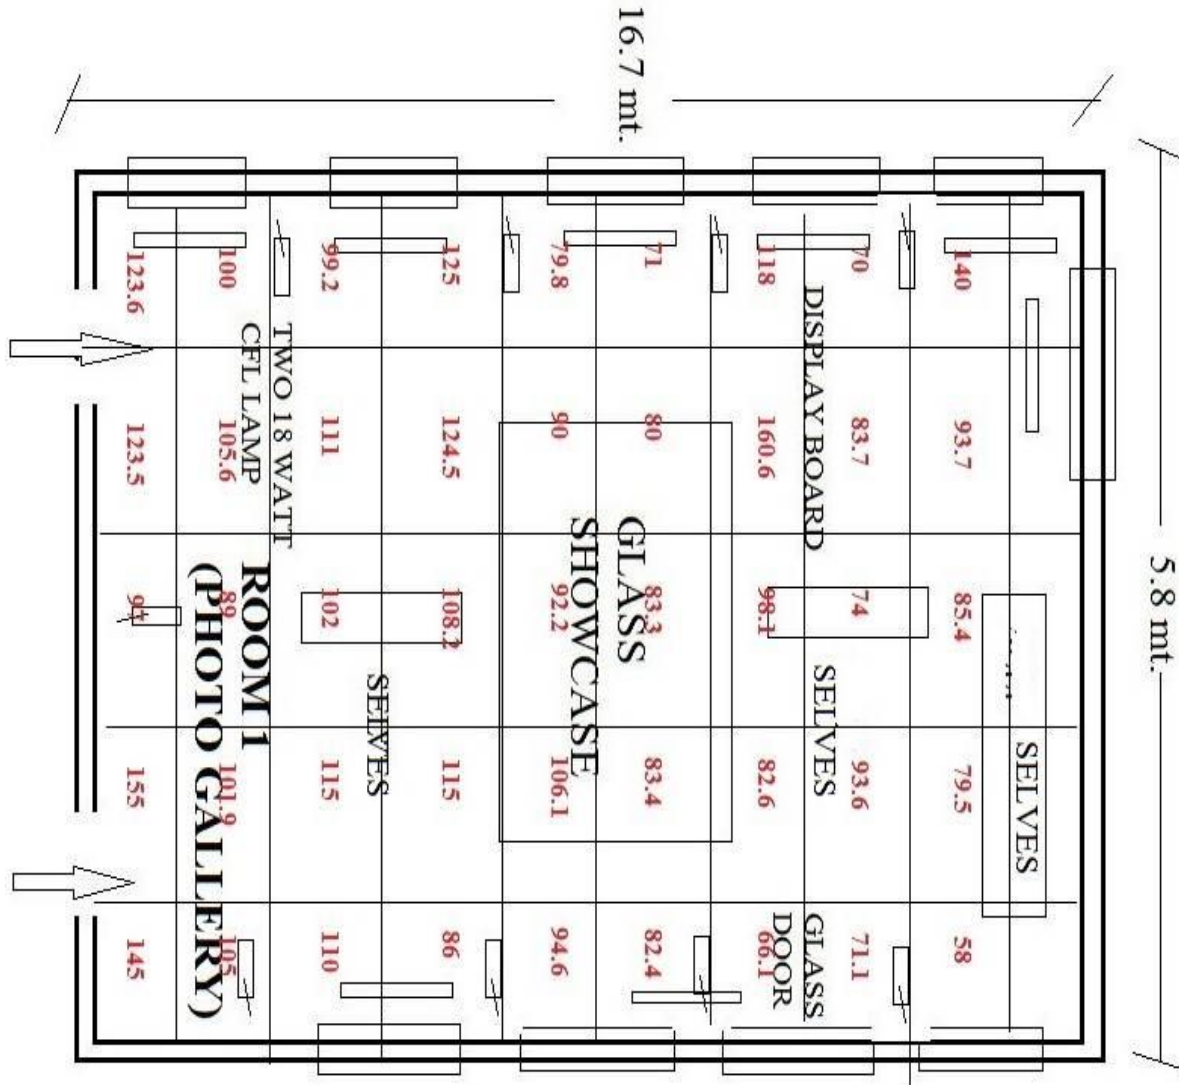 5.8 mt.
SELVES
140 93.7 85.4 79.5 58
70 83.7 74 93.6 71.1
DISPLAY BOARD
SELVES
GLASS
DOOR
118 160.6 98.1 82.6 66.1
71 80 83.3 83.4 82.4
16.7 mt.
GLASS
SHOWCASE
79.8 90 92.2 106.1 94.6
125 124.5 108.2 115 86
SELVES
99.2 111 102 115 110
TWO 18 WATT
CFL LAMP
ROOM 1
(PHOTO GALLERY)
100 105.6 89 101.9 105
123.6 123.5 155 145